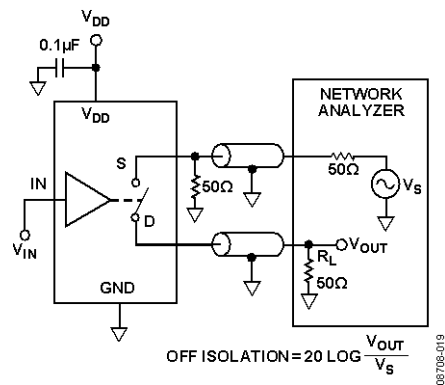 VDD
0.1µF
VDD
NETWORK
ANALYZER
S
50Ω
50Ω
VS
IN
D
VIN
VOUT
RL
50Ω
GND
OFF ISOLATION = 20 LOG VOUT
VS
08708-019